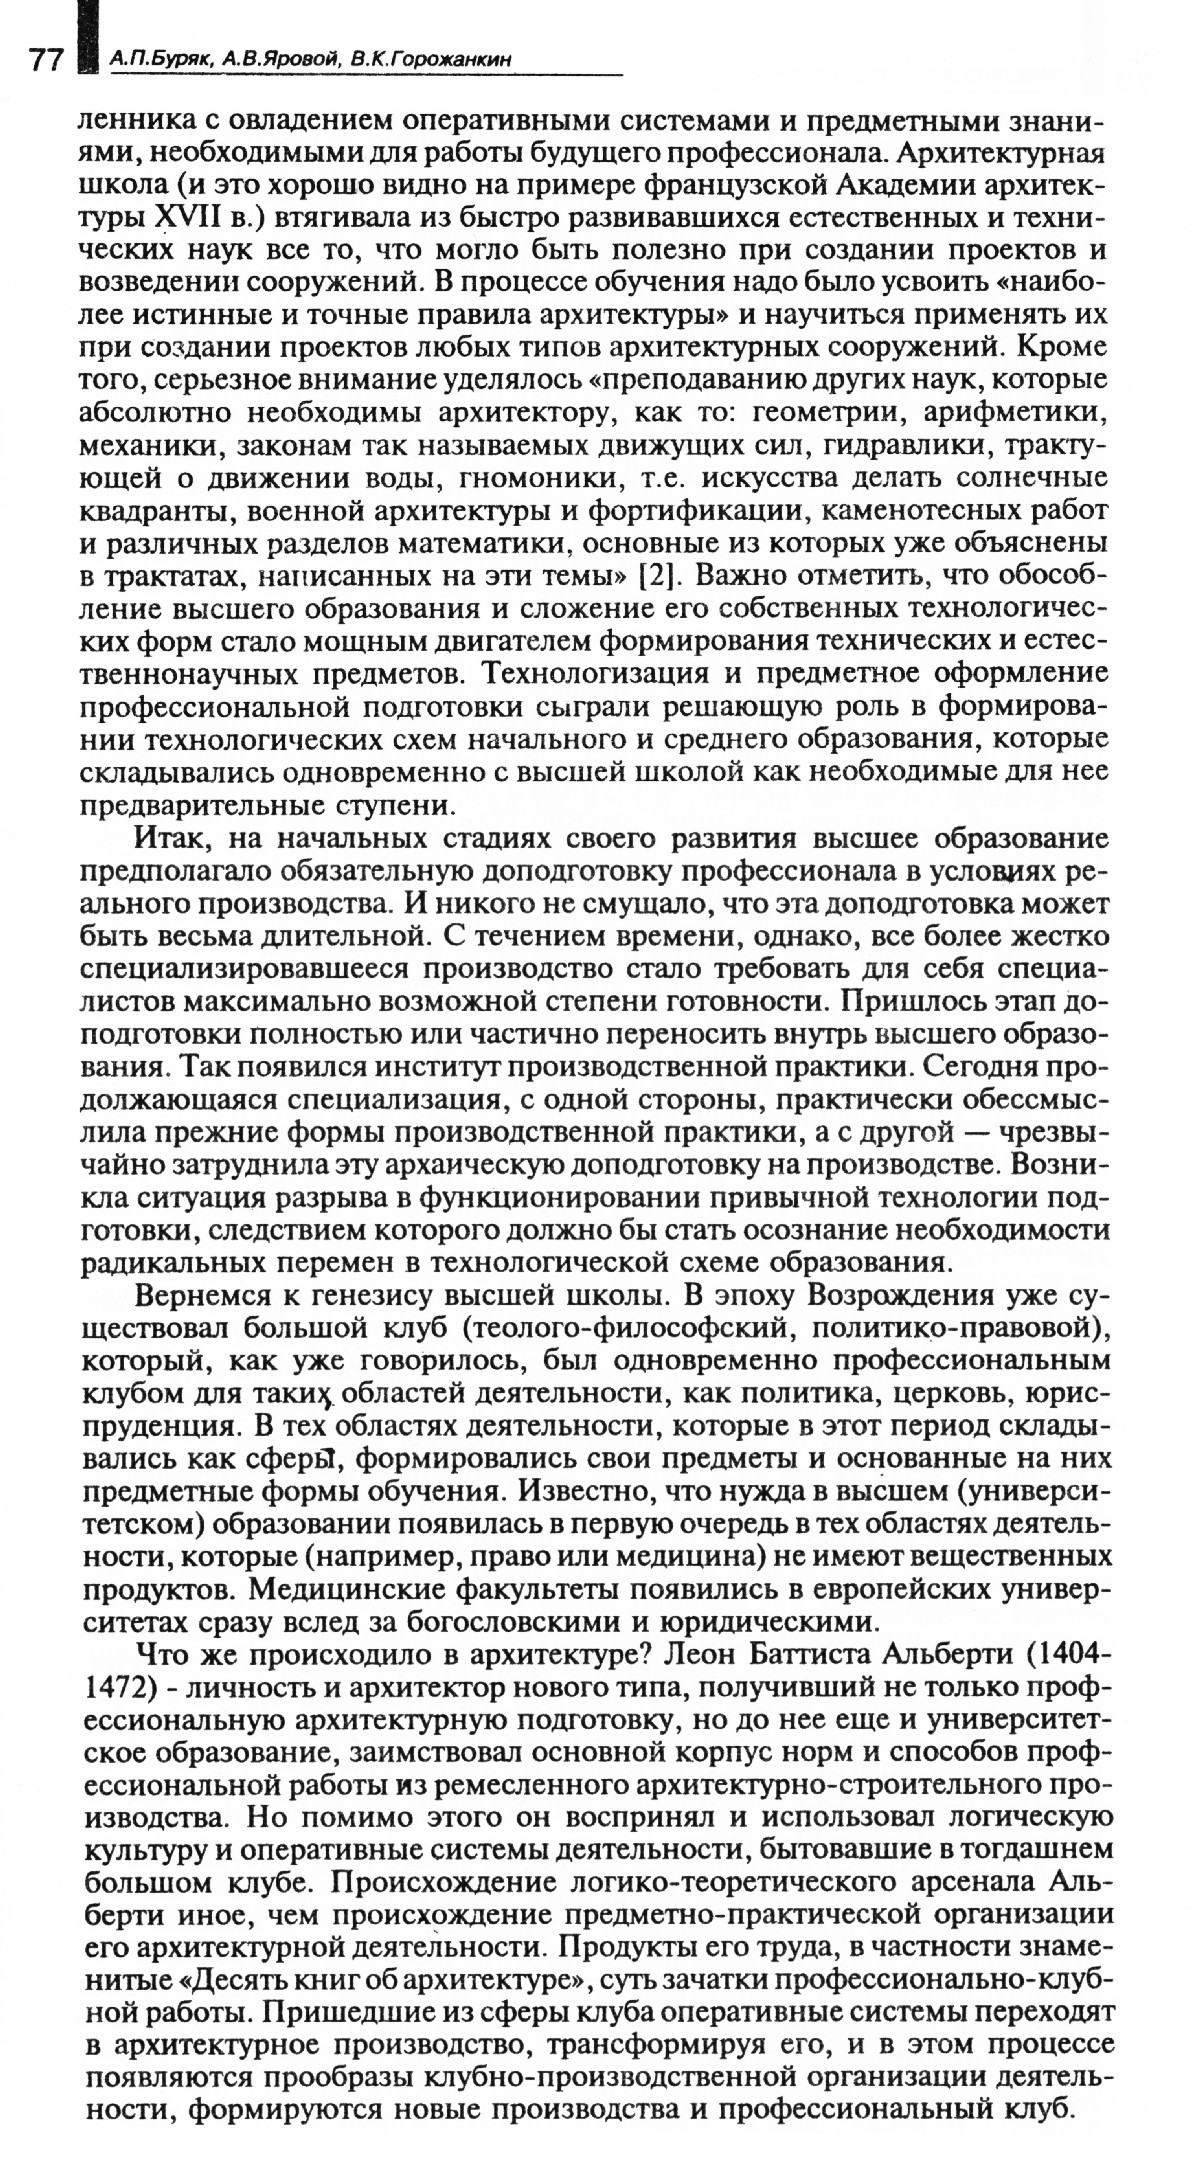 77
А.П.Буряк, А.В.Яровой, В.К.Горожанкин
ленника с овладением оперативными системами и предметными знани-
ями, необходимыми для работы будущего профессионала. Архитектурная
школа (и это хорошо видно на примере французской Академии архитек-
туры XVII в.) втягивала из быстро развивавшихся естественных и техни-
ческих наук все то, что могло быть полезно при создании проектов и
возведении сооружений. В процессе обучения надо было усвоить «наибо-
лее истинные и точные правила архитектуры» и научиться применять их
при создании проектов любых типов архитектурных сооружений. Кроме
того, серьезное внимание уделялось «преподаванию других наук, которые
абсолютно необходимы архитектору, как то: геометрии, арифметики,
механики, законам так называемых движущих сил, гидравлики, тракту-
ющей о движении воды, гномоники, т.е. искусства делать солнечные
квадранты, военной архитектуры и фортификации, каменотесных работ
и различных разделов математики, основные из которых уже объяснены
в трактатах, написанных на эти темы» [2]. Важно отметить, что обособ-
ление высшего образования и сложение его собственных технологичес-
ких форм стало мощным двигателем формирования технических и естес-
твеннонаучных предметов. Технологизация и предметное оформление
профессиональной подготовки сыграли решающую роль в формирова-
нии технологических схем начального и среднего образования, которые
складывались одновременно с высшей школой как необходимые для нее
предварительные ступени.
Итак, на начальных стадиях своего развития высшее образование
предполагало обязательную доподготовку профессионала в условиях ре-
ального производства. И никого не смущало, что эта доподготовка может
быть весьма длительной. С течением времени, однако, все более жестко
специализировавшееся производство стало требовать для себя специа-
листов максимально возможной степени готовности. Пришлось этап до-
подготовки полностью или частично переносить внутрь высшего образо-
вания. Так появился институт производственной практики. Сегодня про-
должающаяся специализация, с одной стороны, практически обессмыс-
лила прежние формы производственной практики, а с другой — чрезвы-
чайно затруднила эту архаическую доподготовку на производстве. Возни-
кла ситуация разрыва в функционировании привычной технологии под-
готовки, следствием которого должно бы стать осознание необходимости
радикальных перемен в технологической схеме образования.
Вернемся к генезису высшей школы. В эпоху Возрождения уже су-
ществовал большой клуб (теолого-философский, политико-правовой),
который, как уже говорилось, был одновременно профессиональным
клубом для таких областей деятельности, как политика, церковь, юрис-
пруденция. В тех областях деятельности, которые в этот период склады-
вались как сферы, формировались свои предметы и основанные на них
предметные формы обучения. Известно, что нужда в высшем (универси-
тетском) образовании появилась в первую очередь в тех областях деятель-
ности, которые (например, право или медицина) не имеют вещественных
продуктов. Медицинские факультеты появились в европейских универ-
ситетах сразу вслед за богословскими и юридическими.
Что же происходило в архитектуре? Леон Баттиста Альберти (1404-
1472) - личность и архитектор нового типа, получивший не только проф-
ессиональную архитектурную подготовку, но до нее еще и университет-
ское образование, заимствовал основной корпус норм и способов проф-
ессиональной работы из ремесленного архитектурно-строительного про-
изводства. Но помимо этого он воспринял и использовал логическую
культуру и оперативные системы деятельности, бытовавшие в тогдашнем
большом клубе. Происхождение логико-теоретического арсенала Аль-
берти иное, чем происхождение предметно-практической организации
его архитектурной деятельности. Продукты его труда, в частности знаме-
нитые «Десять книг об архитектуре», суть зачатки профессионально-клуб-
ной работы. Пришедшие из сферы клуба оперативные системы переходят
в архитектурное производство, трансформируя его, и в этом процессе
появляются прообразы клубно-производственной организации деятель-
ности, формируются новые производства и профессиональный клуб.